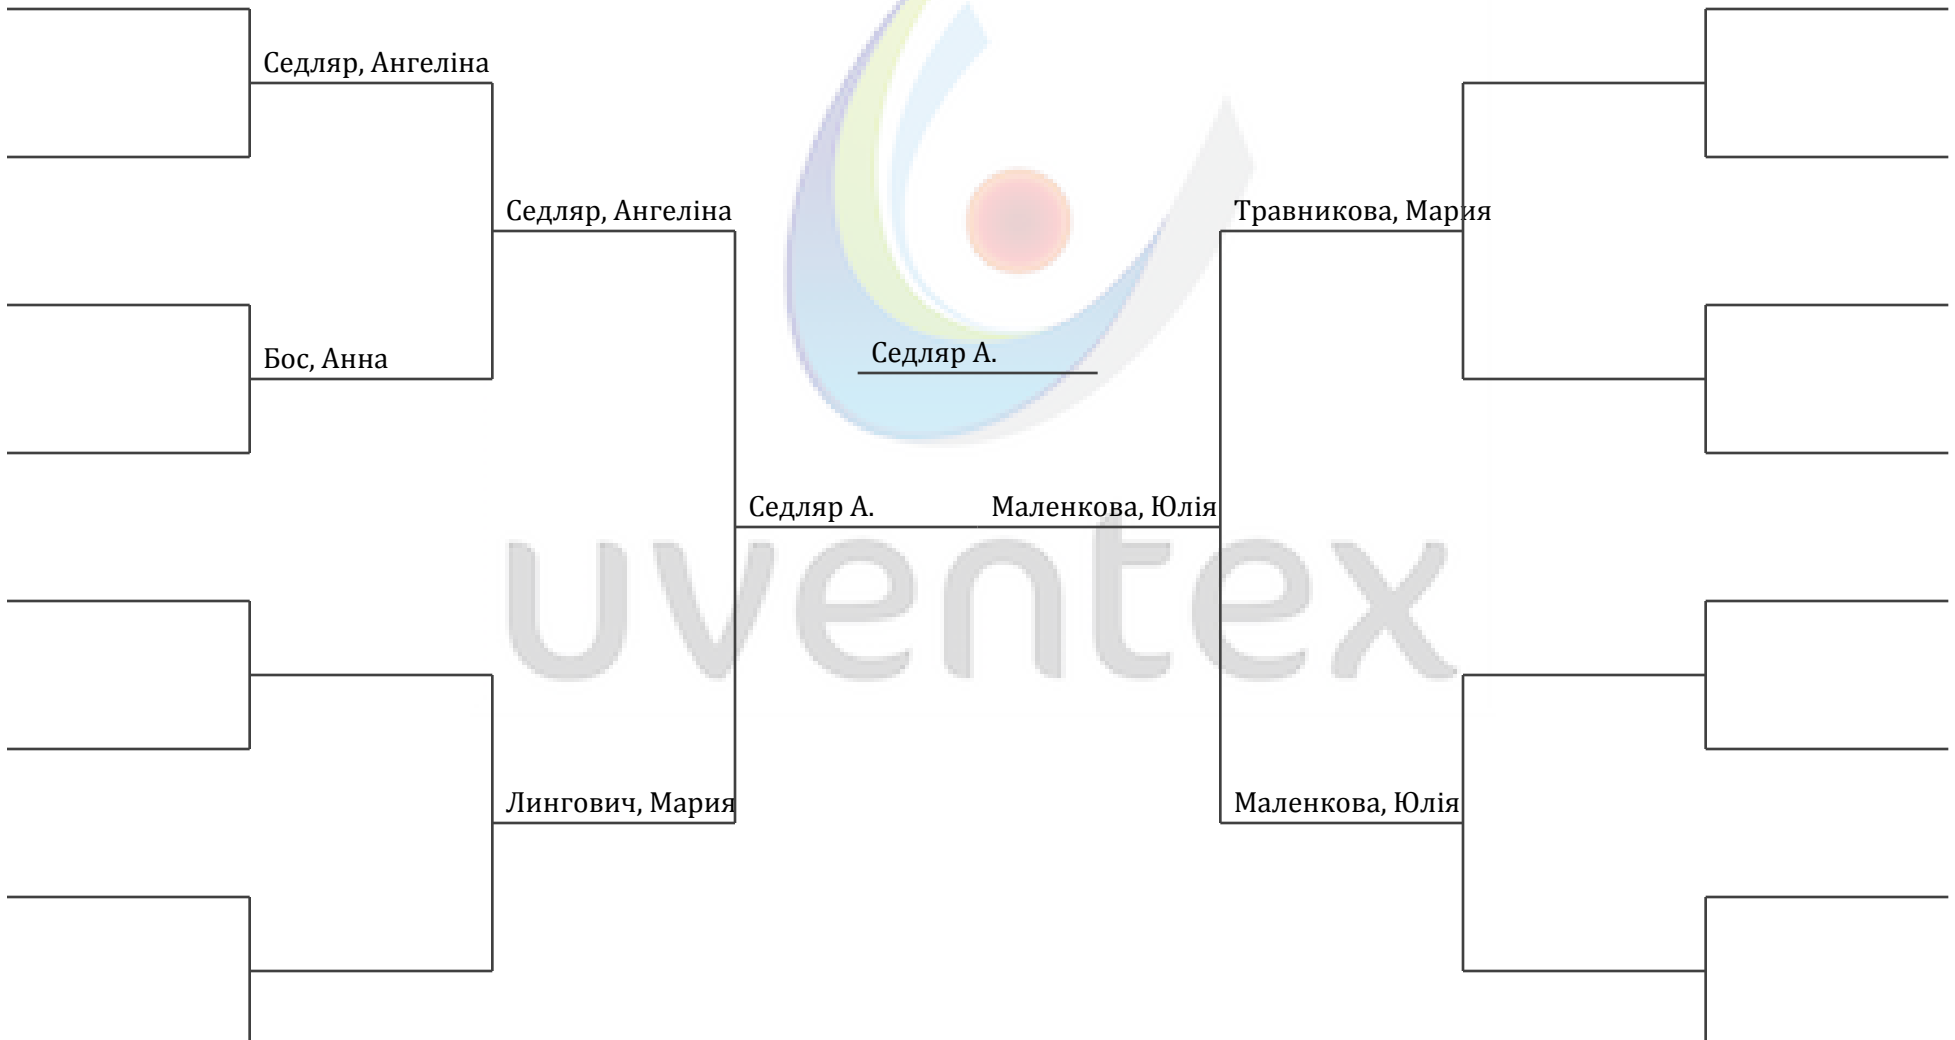 Седляр, Ангеліна
Седляр, Ангеліна
Травникова, Мария
Седляр А.
Бос, Анна
Седляр А.
Маленкова, Юлія
uventex
Лингович, Мария
Маленкова, Юлія